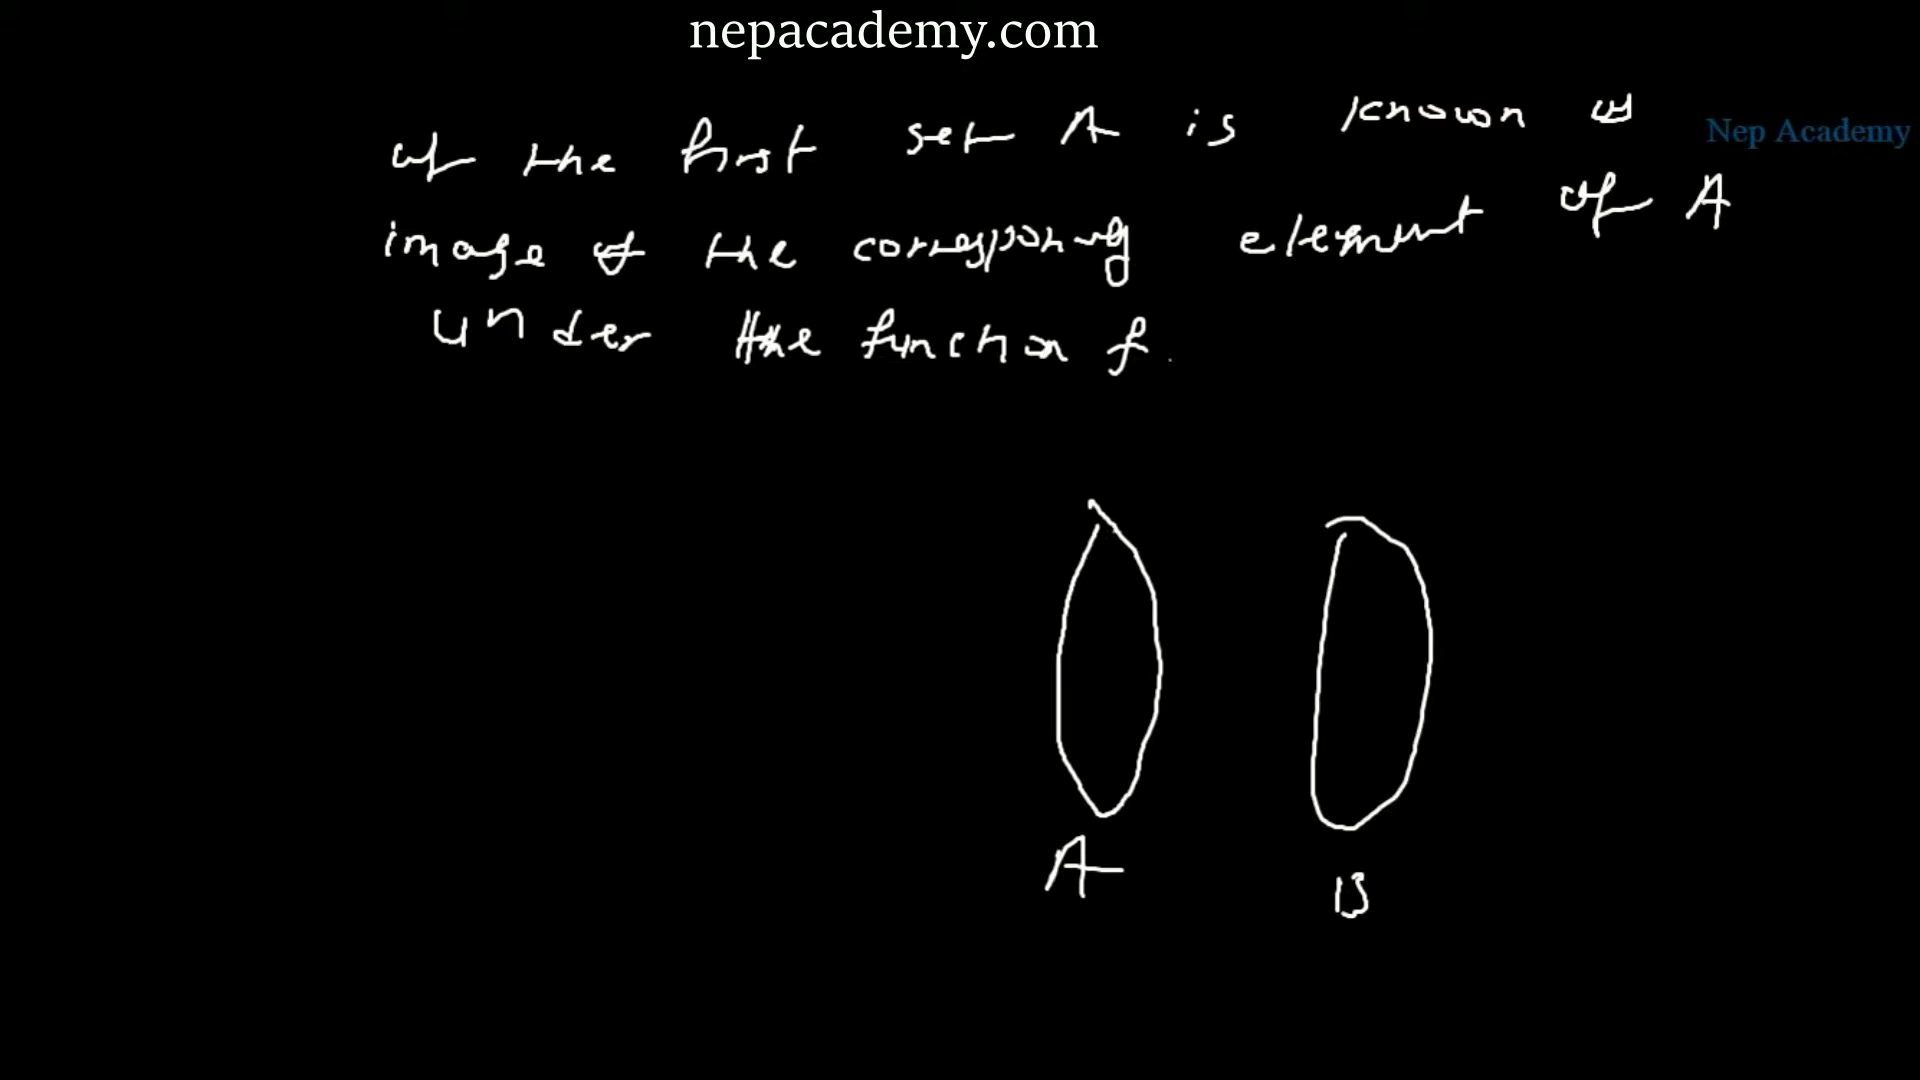 nepacademy.com
of the first set A is known as
Nep Academy
image of the correspong element of A
under the function f.
A
B